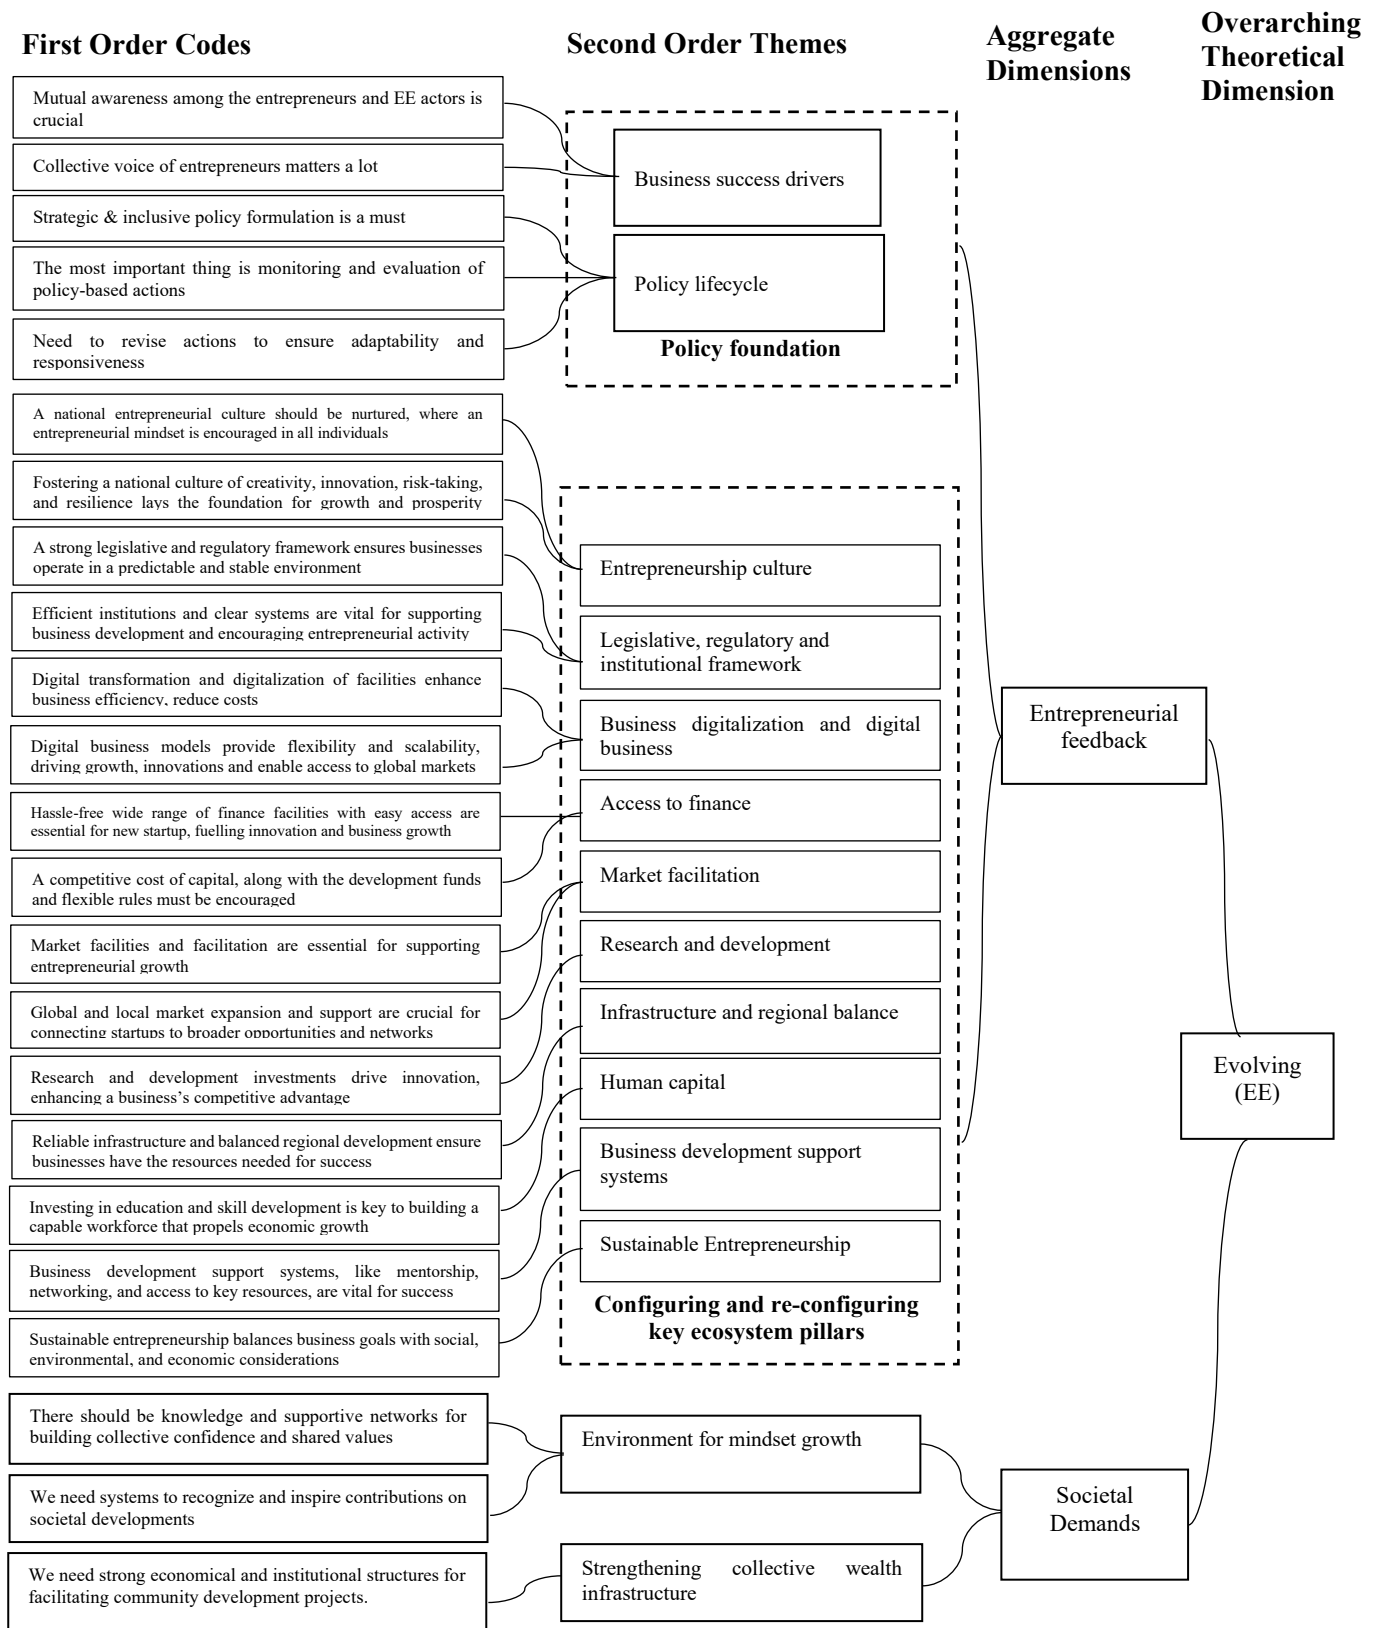 First Order Codes
Second Order Themes
Aggregate
Dimensions
Overarching
Theoretical
Dimension
Mutual awareness among the entrepreneurs and EE actors is
crucial
Collective voice of entrepreneurs matters a lot
Strategic & inclusive policy formulation is a must
The most important thing is monitoring and evaluation of
policy-based actions
Need to revise actions to ensure adaptability and
responsiveness
A national entrepreneurial culture should be nurtured, where an
entrepreneurial mindset is encouraged in all individuals
Fostering a national culture of creativity, innovation, risk-taking,
and resilience lays the foundation for growth and prosperity
A strong legislative and regulatory framework ensures businesses
operate in a predictable and stable environment
Efficient institutions and clear systems are vital for supporting
business development and encouraging entrepreneurial activity
Digital transformation and digitalization of facilities enhance
business efficiency, reduce costs
Digital business models provide flexibility and scalability,
driving growth, innovations and enable access to global markets
Hassle-free wide range of finance facilities with easy access are
essential for new startup, fuelling innovation and business growth
A competitive cost of capital, along with the development funds
and flexible rules must be encouraged
Market facilities and facilitation are essential for supporting
entrepreneurial growth
Global and local market expansion and support are crucial for
connecting startups to broader opportunities and networks
Research and development investments drive innovation,
enhancing a business's competitive advantage
Reliable infrastructure and balanced regional development ensure
businesses have the resources needed for success
Investing in education and skill development is key to building a
capable workforce that propels economic growth
Business development support systems, like mentorship,
networking, and access to key resources, are vital for success
Sustainable entrepreneurship balances business goals with social,
environmental, and economic considerations
There should be knowledge and supportive networks for
building collective confidence and shared values
We need systems to recognize and inspire contributions on
societal developments
We need strong economical and institutional structures for
facilitating community development projects.
Business success drivers
Policy lifecycle
Policy foundation
Entrepreneurship culture
Legislative, regulatory and
institutional framework
Business digitalization and digital
business
Access to finance
Market facilitation
Research and development
Infrastructure and regional balance
Human capital
Business development support
systems
Sustainable Entrepreneurship
Configuring and re-configuring
key ecosystem pillars
Environment for mindset growth
Strengthening collective wealth
infrastructure
Entrepreneurial
feedback
Societal
Demands
Evolving
(EE)